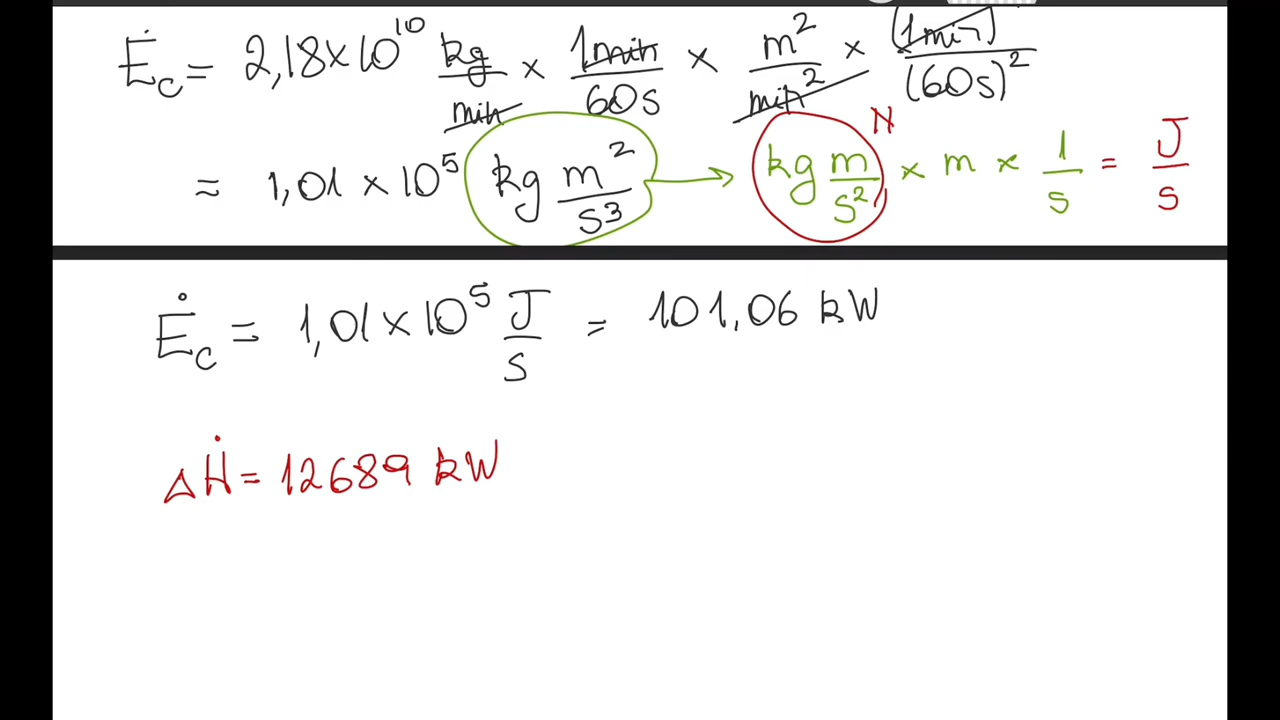 Ė_c = 2,18 × 10^10 kg/min × 1min/60s × m²/min² × (1min)/(60s)²
≈ 1,01 × 10^5 kg m²/s³ → kg m/s² × m × 1/s = J/s
N
Ė_c = 1,01 × 10^5 J/s = 101,06 kW
ΔḢ = 12689 kW